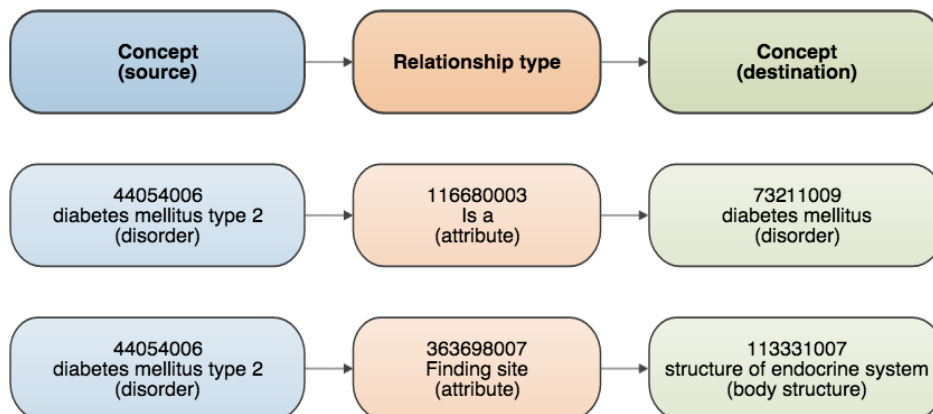 Concept
(source)
Relationship type
Concept
(destination)
44054006
diabetes mellitus type 2
(disorder)
116680003
Is a
(attribute)
73211009
diabetes mellitus
(disorder)
44054006
diabetes mellitus type 2
(disorder)
363698007
Finding site
(attribute)
113331007
structure of endocrine system
(body structure)